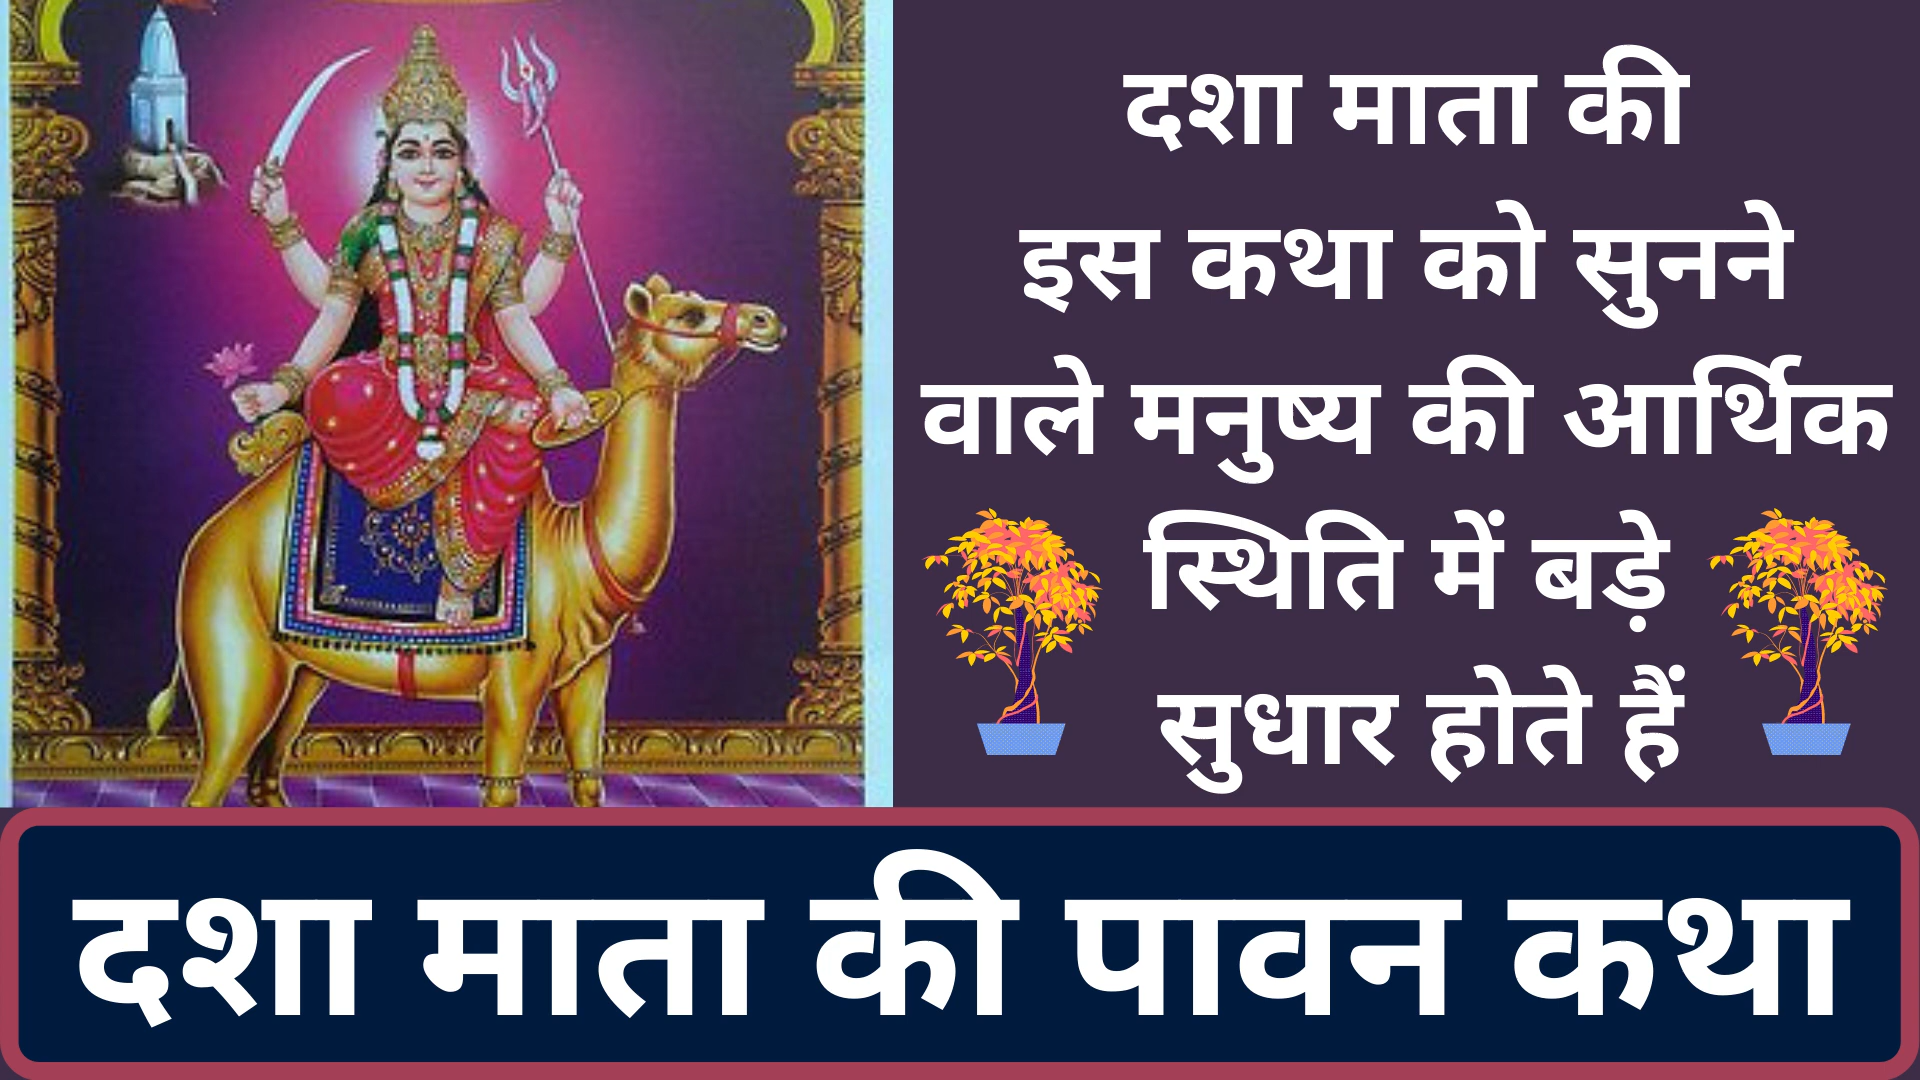 दशा माता की
इस कथा को सुनने
वाले मनुष्य की आर्थिक
स्थिति में बड़े
सुधार होते हैं
दशा माता की पावन कथा